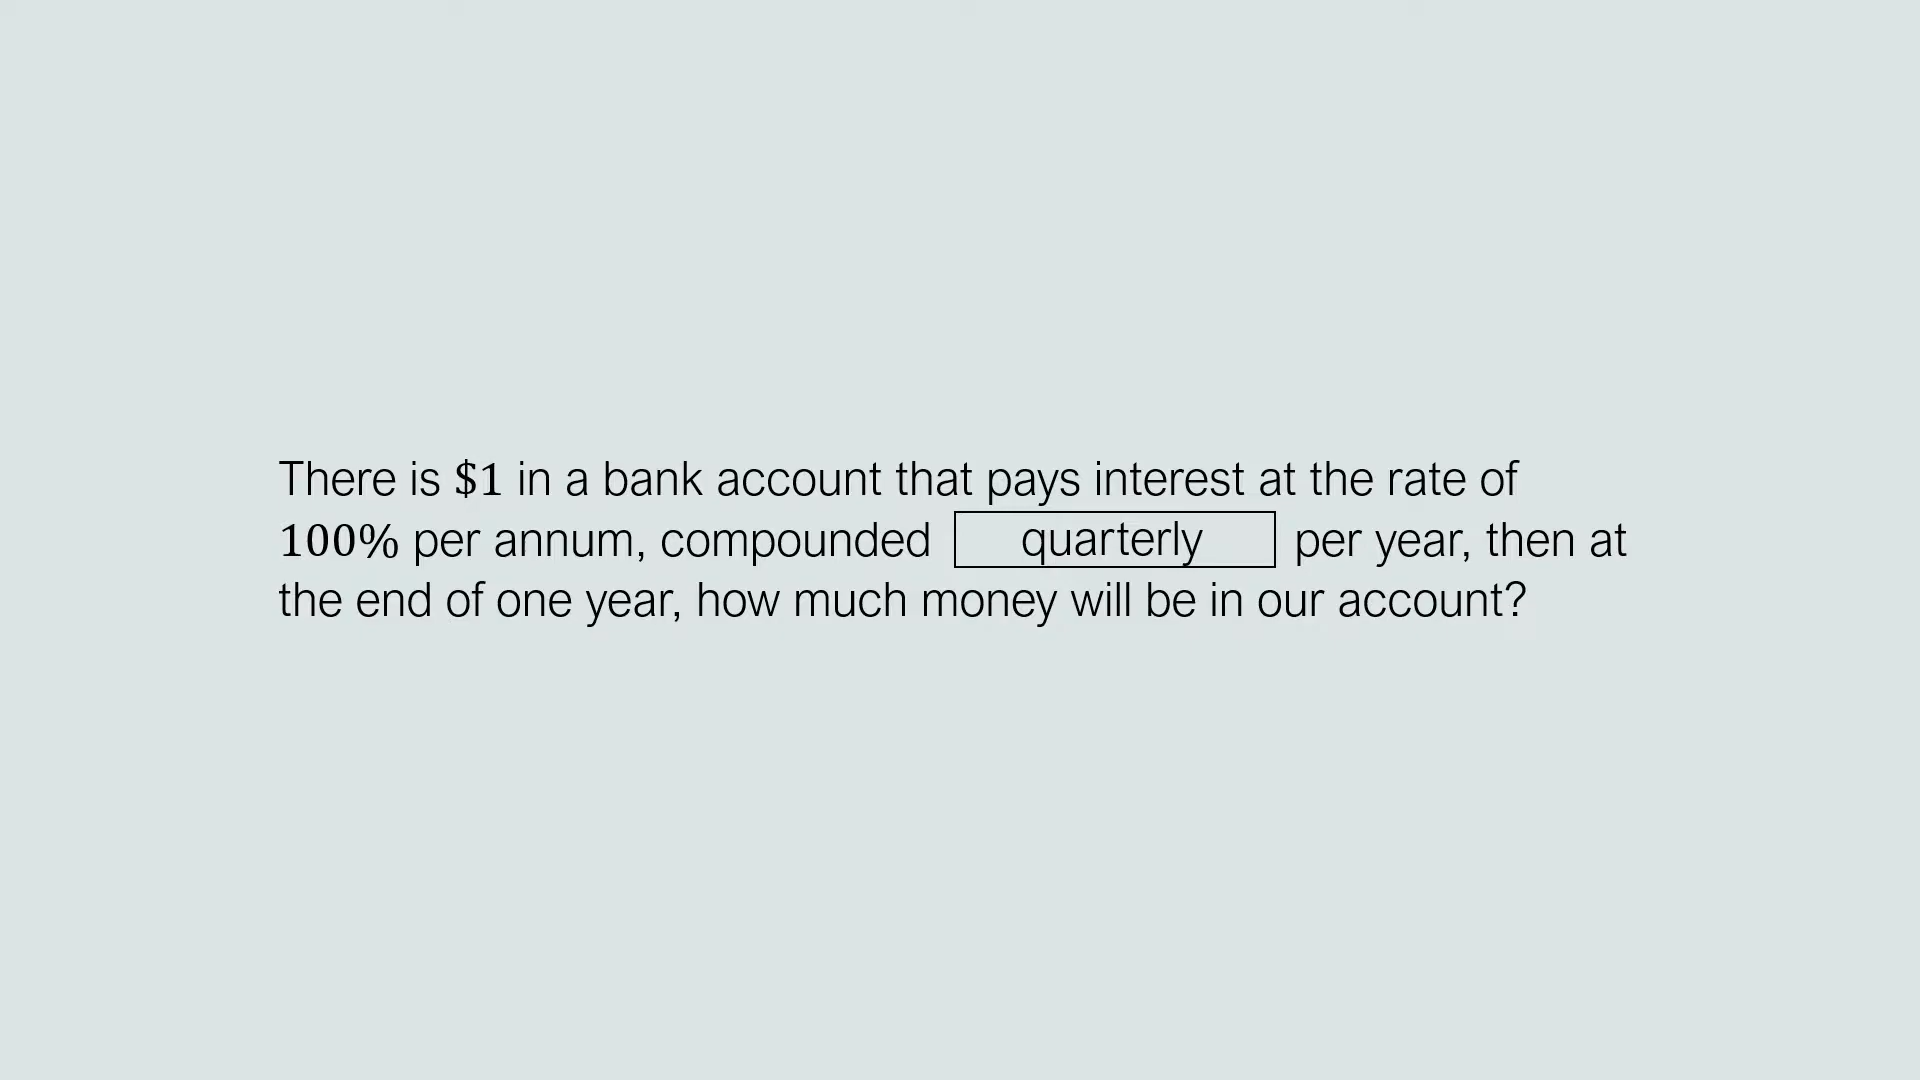 There is $1 in a bank account that pays interest at the rate of
100% per annum, compounded quarterly per year, then at
the end of one year, how much money will be in our account?